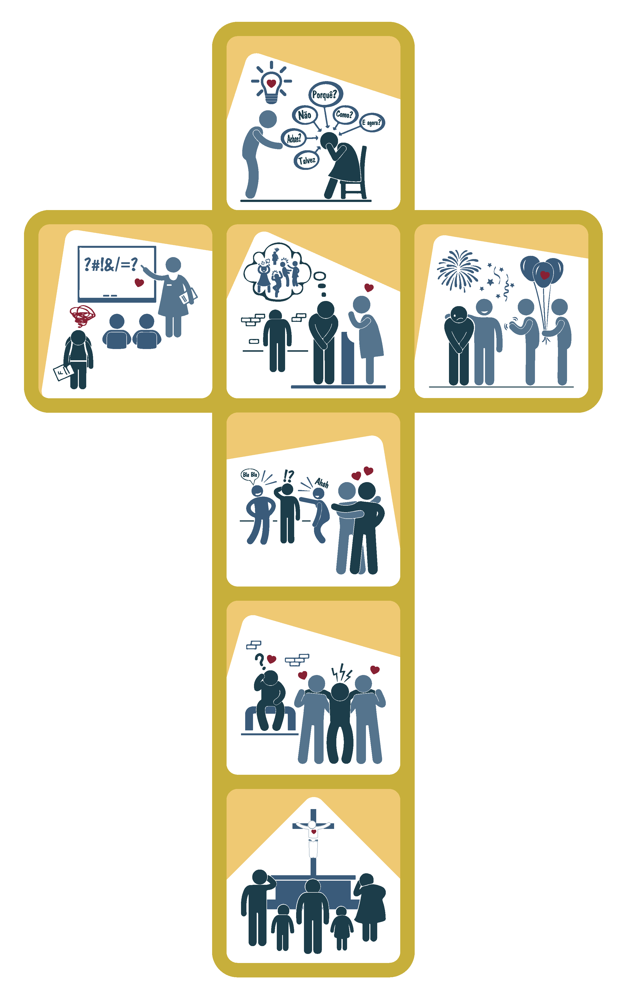 Porquê?
Não
Como?
E agora?
Achas?
Talvez
?#!&/=?
F
Bla Bla
!?
Ahah
?